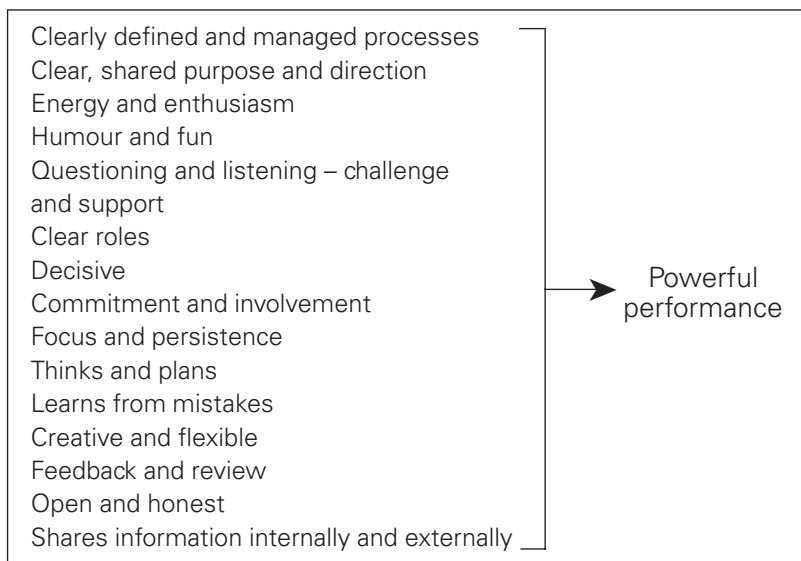 Clearly defined and managed processes
Clear, shared purpose and direction
Energy and enthusiasm
Humour and fun
Questioning and listening – challenge
and support
Clear roles
Decisive
Commitment and involvement
Focus and persistence
Thinks and plans
Learns from mistakes
Creative and flexible
Feedback and review
Open and honest
Shares information internally and externally
Powerful
performance